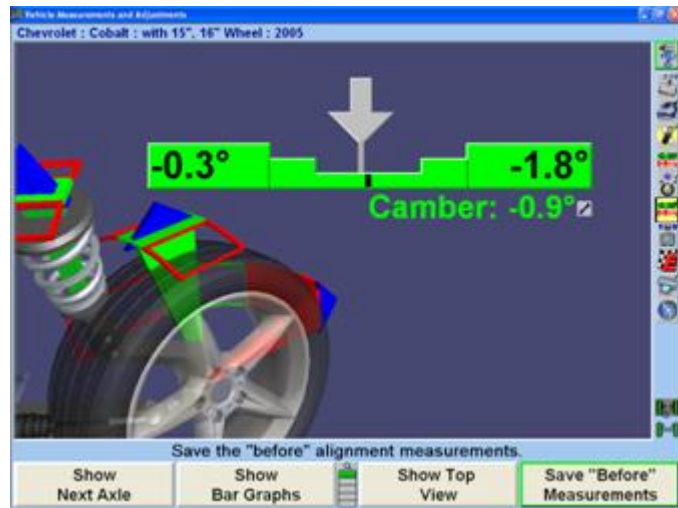 Vehicle Measurements and Adjustments
Chevrolet : Cobalt : with 15", 16" Wheel : 2005
-0.3° -1.8°
Camber: -0.9°
Save the "before" alignment measurements.
Show Next Axle
Show Bar Graphs
Show Top View
Save "Before" Measurements